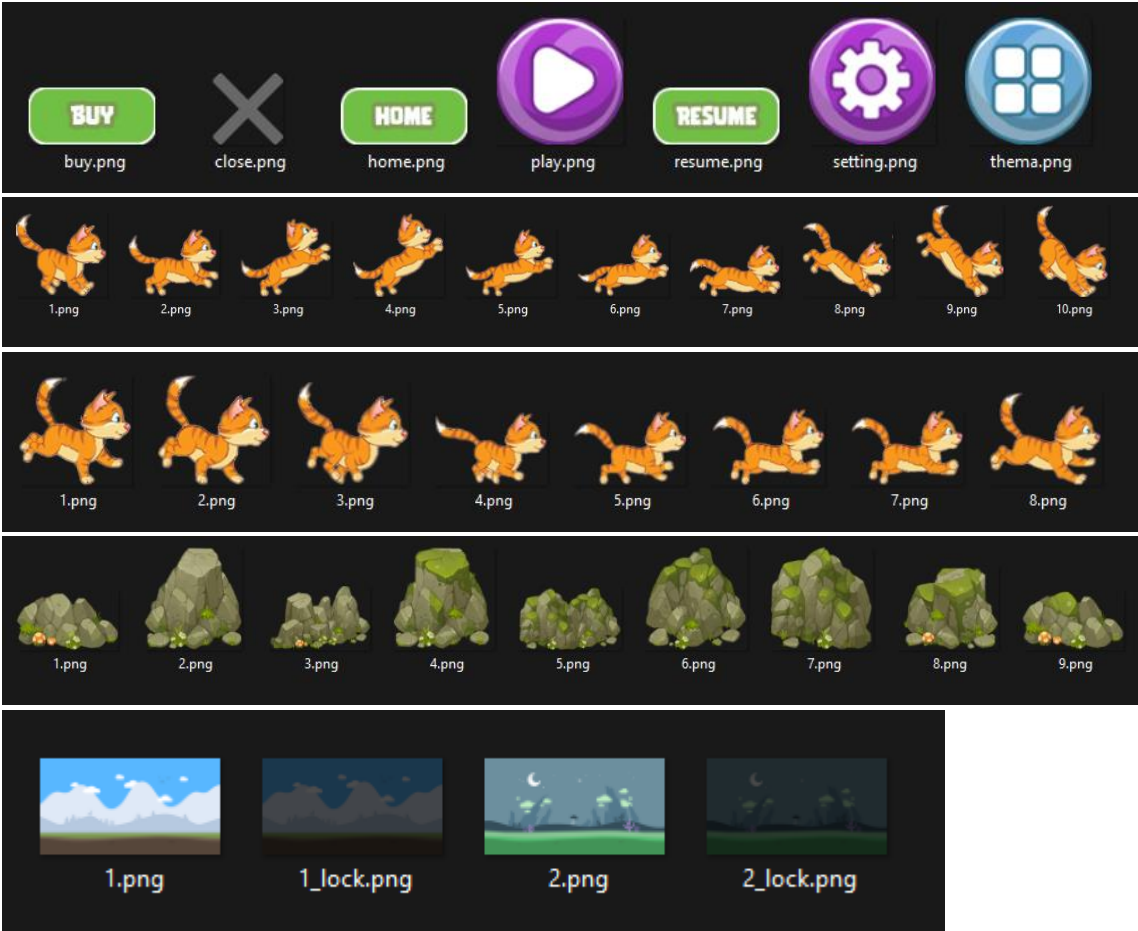 BUY
HOME
RESUME
buy.png close.png home.png play.png resume.png setting.png thema.png
1.png 2.png 3.png 4.png 5.png 6.png 7.png 8.png 9.png 10.png
1.png 2.png 3.png 4.png 5.png 6.png 7.png 8.png
1.png 2.png 3.png 4.png 5.png 6.png 7.png 8.png 9.png
1.png 1_lock.png 2.png 2_lock.png